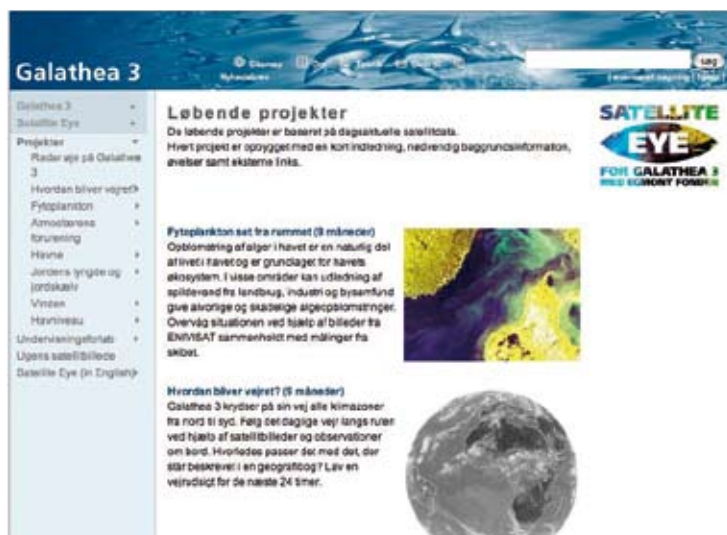 Galathea 3
søg
Nyhedsbrev
Galathea 3
Satellite Eye
Projekter
Radar øje på Galathea
3
Hvordan bliver vejret?
Fytoplankton
Atmosfærens
forurening
Havne
Jordens tyngde og
jordskælv
Vinden
Havniveau
Undervisningsforløb
Ugens satellitbillede
Satellite Eye (in English)
Løbende projekter
De løbende projekter er baseret på dagsaktuelle satellitdata.
Hvert projekt er opbygget med en kort indledning, nødvendig baggrundsinformation,
øvelser samt eksterne links.
SATELLITE
EYE
FOR GALATHEA 3
MED EGMONT FONDEN
Fytoplankton set fra rummet (9 måneder)
Opblomstring af alger i havet er en naturlig del
af livet i havet og er grundlaget for havets
økosystem. I visse områder kan udledning af
spildevand fra landbrug, industri og bysamfund
give alvorlige og skadelige algeopblomstringer.
Overvåg situationen ved hjælp af billeder fra
ENVISAT sammenholdt med målinger fra
skibet.
Hvordan bliver vejret? (5 måneder)
Galathea 3 krydser på sin vej alle klimazoner
fra nord til syd. Følg det daglige vejr langs ruten
ved hjælp af satellitbilleder og observationer
om bord. Hvorledes passer det med det, der
står beskrevet i en geografibog? Lav en
vejrudsigt for de næste 24 timer.